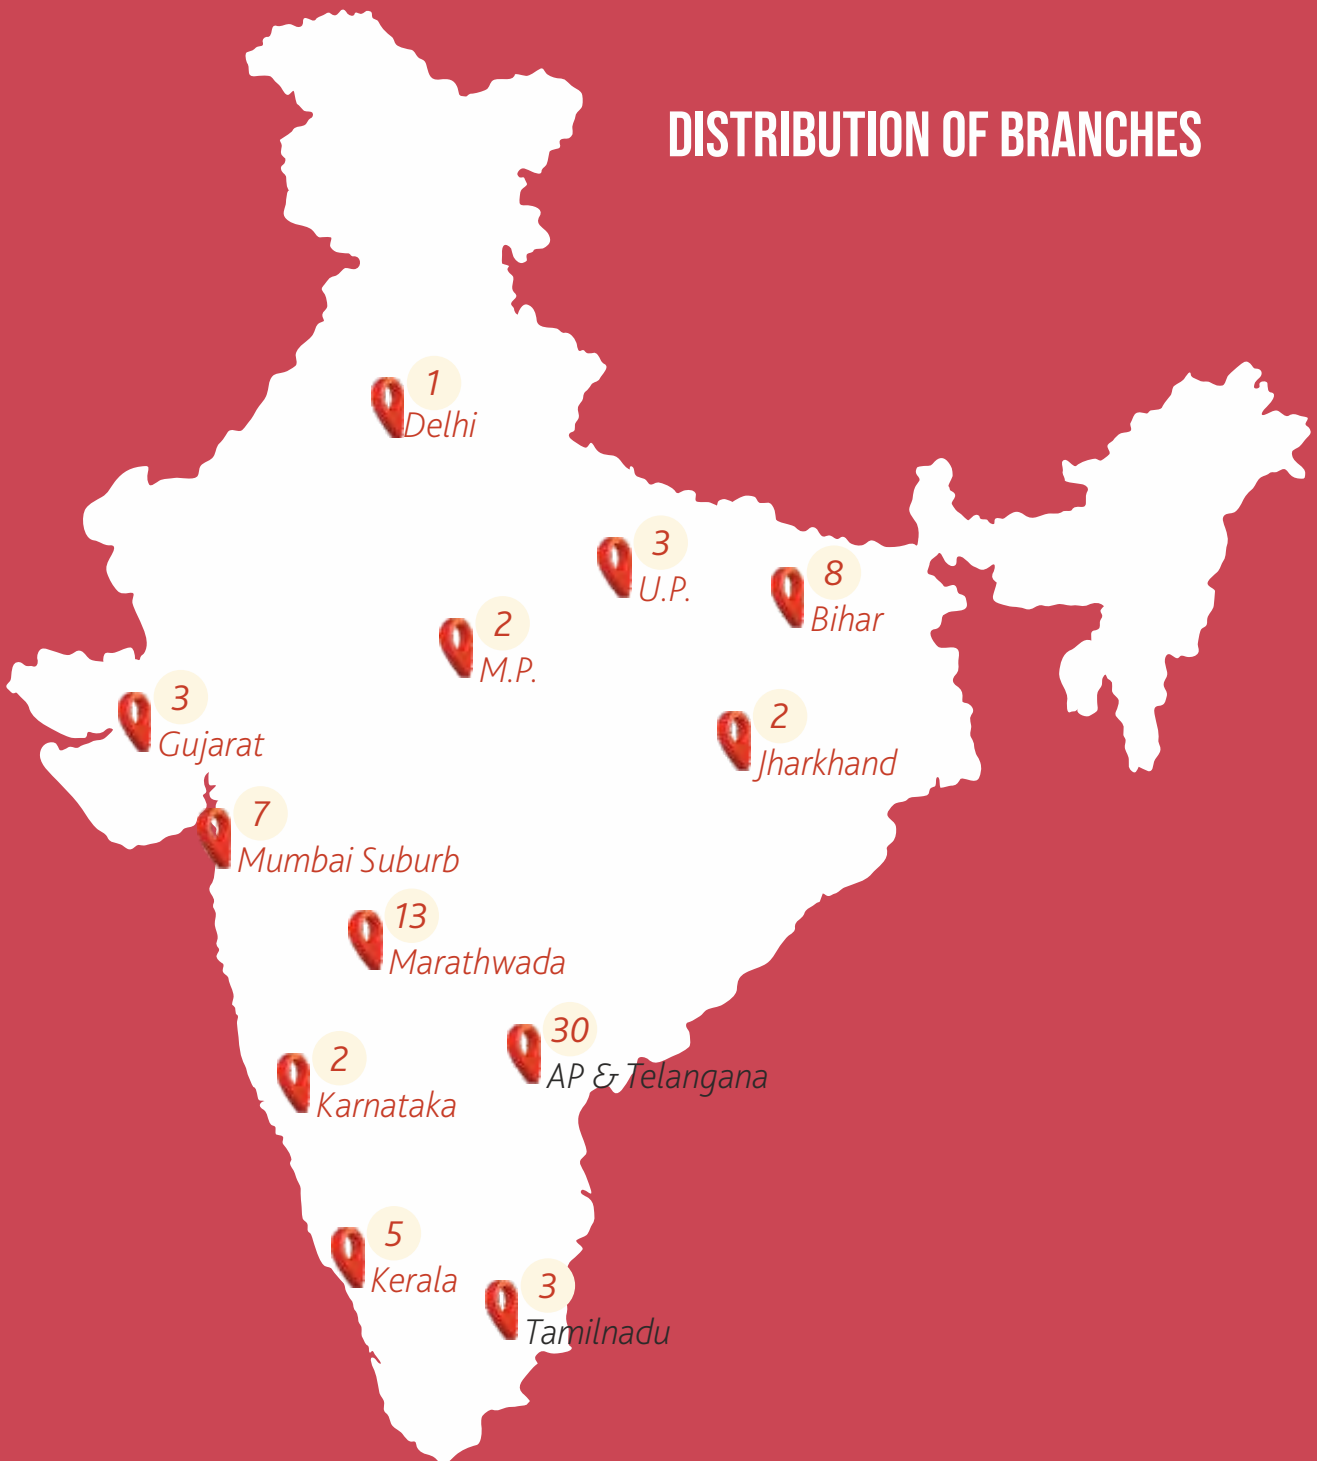 DISTRIBUTION OF BRANCHES
1
Delhi
3
U.P.
8
Bihar
2
M.P.
3
Gujarat
2
Jharkhand
7
Mumbai Suburb
13
Marathwada
30
AP & Telangana
2
Karnataka
5
Kerala
3
Tamilnadu